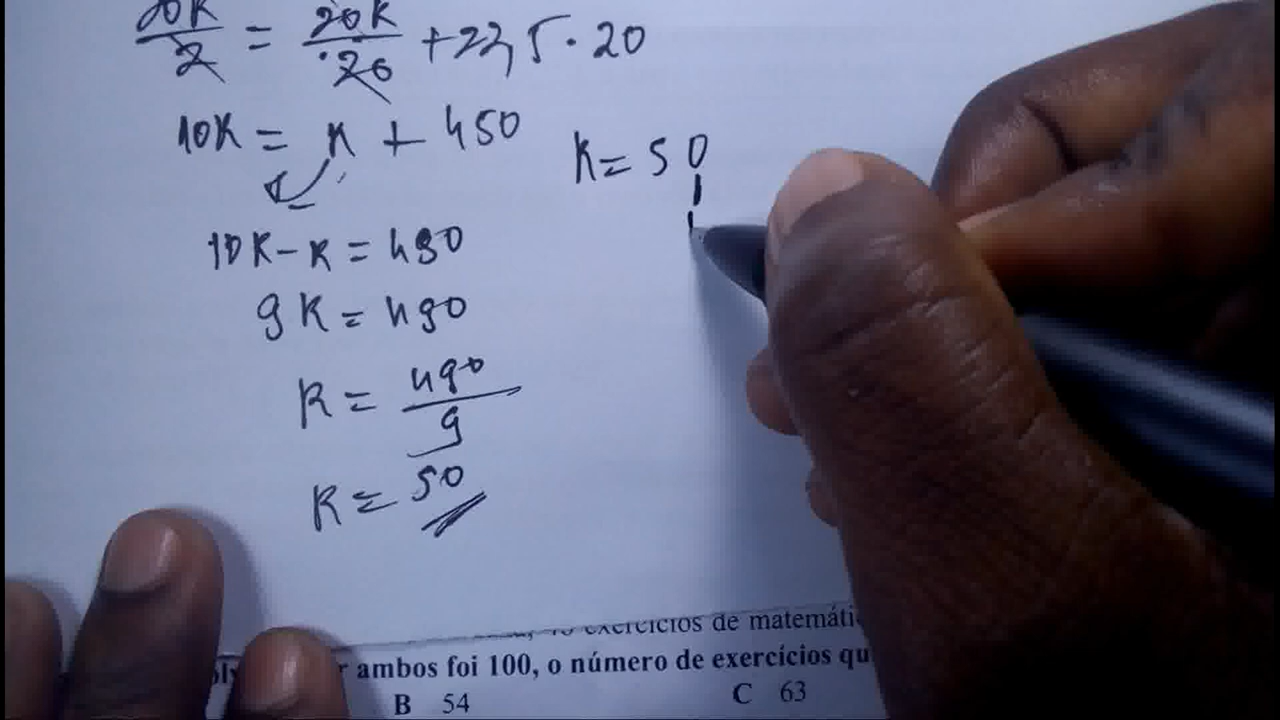 20K/2 = 20K/20 + 22,5 · 20
10K = K + 450
K = 50
10K - K = 450
9K = 450
K = 450/9
K = 50
exercícios de matemáti
ambos foi 100, o número de exercícios qu
B 54 C 63